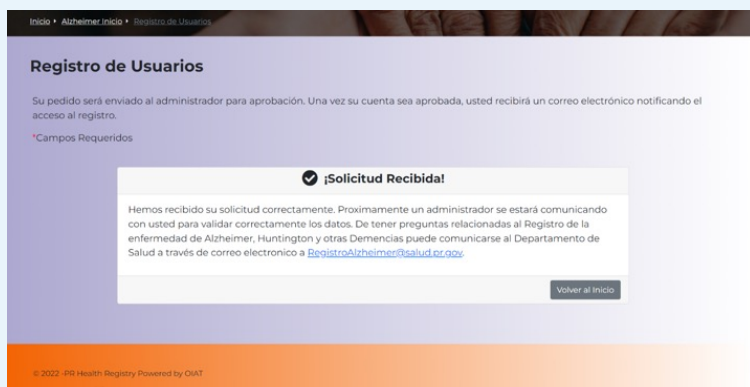 Inicio • Alzheimer Inicio • Registro de Usuarios
Registro de Usuarios
Su pedido será enviado al administrador para aprobación. Una vez su cuenta sea aprobada, usted recibirá un correo electrónico notificando el
acceso al registro.
*Campos Requeridos
¡Solicitud Recibida!
Hemos recibido su solicitud correctamente. Proximamente un administrador se estará comunicando
con usted para validar correctamente los datos. De tener preguntas relacionadas al Registro de la
enfermedad de Alzheimer, Huntington y otras Demencias puede comunicarse al Departamento de
Salud a través de correo electronico a RegistroAlzheimer@salud.pr.gov.
Volver al Inicio
© 2022 -PR Health Registry Powered by OIAT